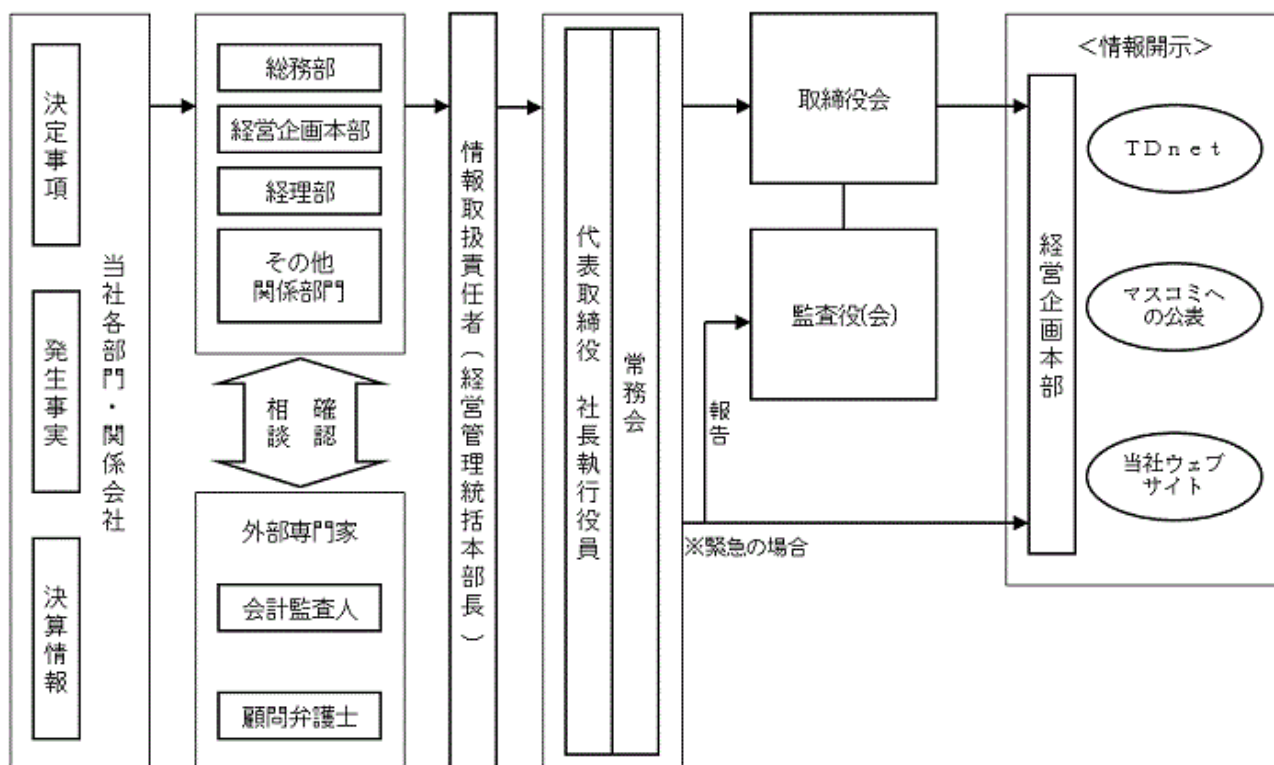 決定事項
発生事実
決算情報
当社各部門・関係会社
総務部
経営企画本部
経理部
その他
関係部門
相談
確認
外部専門家
会計監査人
顧問弁護士
情報取扱責任者(経営管理統括本部長)
代表取締役 社長執行役員
常務会
取締役会
監査役(会)
報告
※緊急の場合
<情報開示>
経営企画本部
TDnet
マスコミへ
の公表
当社ウェブ
サイト